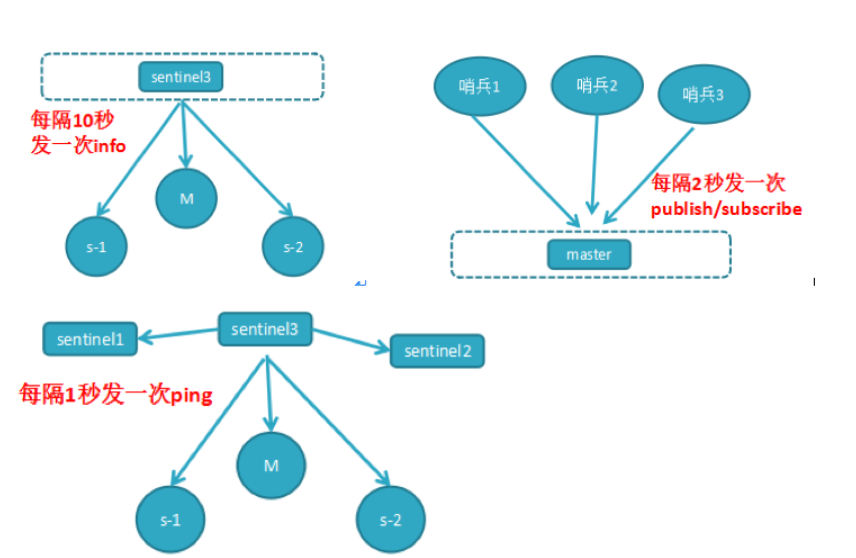 sentinel3
每隔10秒
发一次info
M
s-1
s-2
哨兵1
哨兵2
哨兵3
每隔2秒发一次
publish/subscribe
master
sentinel1
sentinel3
sentinel2
每隔1秒发一次ping
M
s-1
s-2